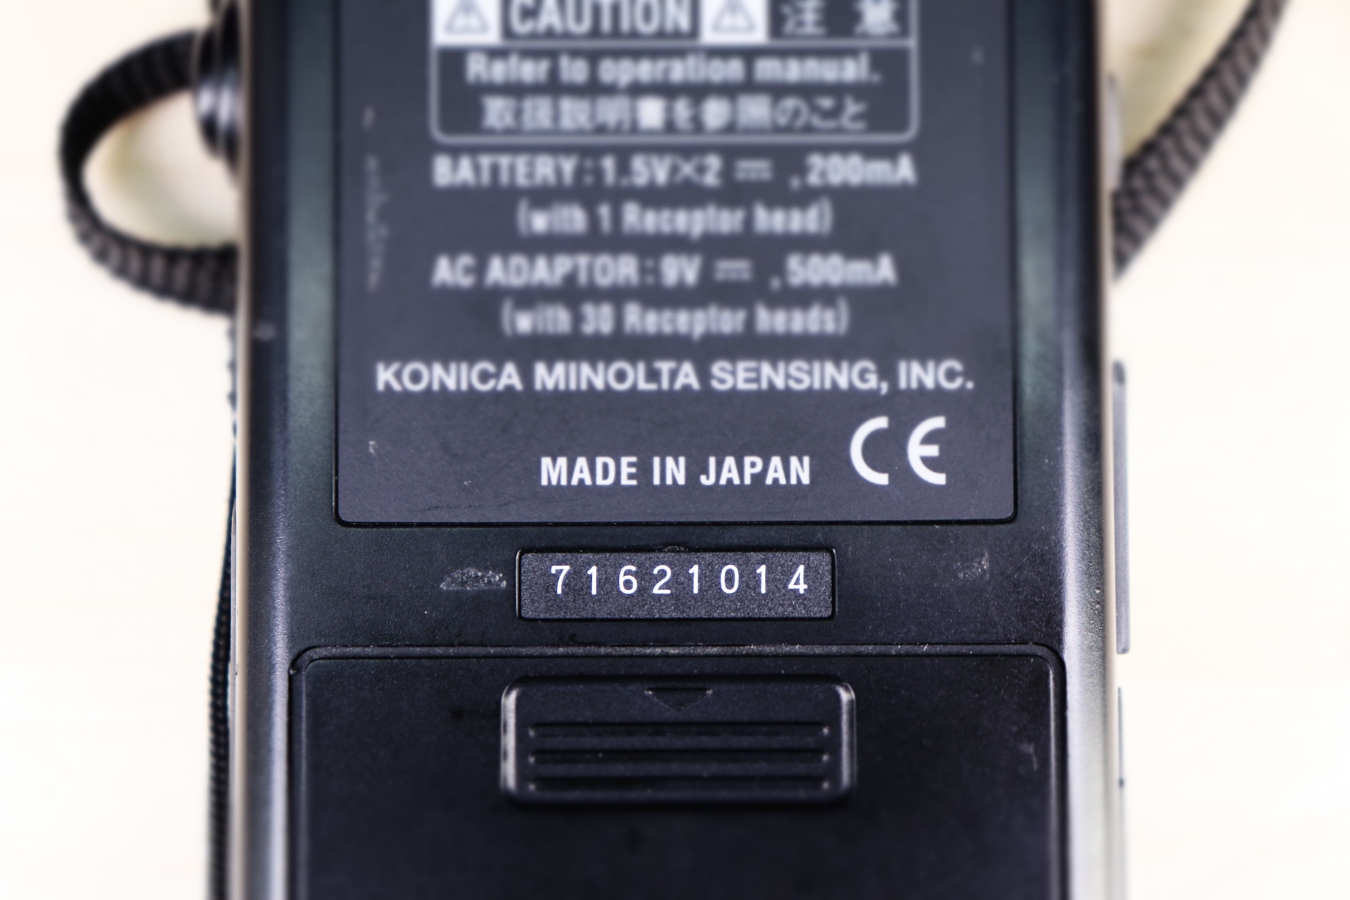 CAUTION 注意
Refer to operation manual.
取扱説明書を参照のこと
BATTERY:1.5V×2 ⎓ ,200mA
(with 1 Receptor head)
AC ADAPTOR:9V ⎓ ,500mA
(with 30 Receptor heads)
KONICA MINOLTA SENSING, INC.
MADE IN JAPAN CE
71621014